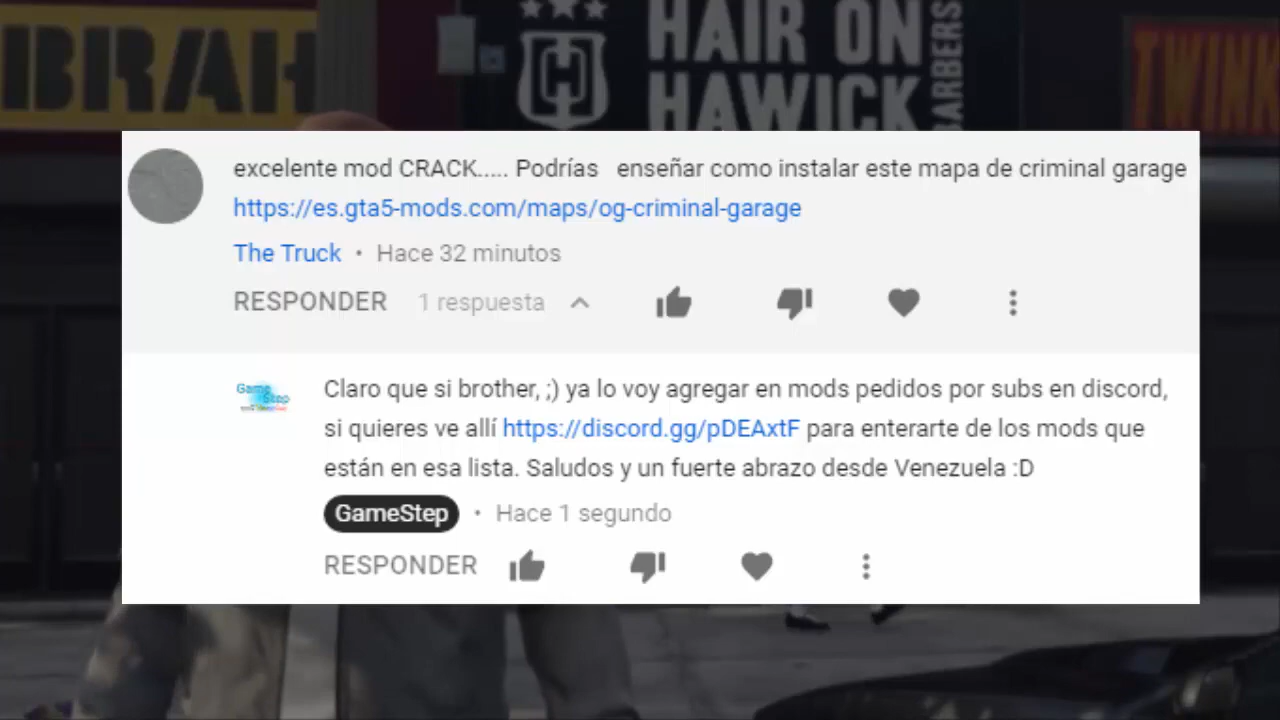 BRAH
HAIR ON
HAWICK
BARBERS
TWINK
excelente mod CRACK..... Podrías enseñar como instalar este mapa de criminal garage
https://es.gta5-mods.com/maps/og-criminal-garage
The Truck • Hace 32 minutos
RESPONDER 1 respuesta
Game
Step
Claro que si brother, ;) ya lo voy agregar en mods pedidos por subs en discord,
si quieres ve allí https://discord.gg/pDEAxtF para enterarte de los mods que
están en esa lista. Saludos y un fuerte abrazo desde Venezuela :D
GameStep • Hace 1 segundo
RESPONDER